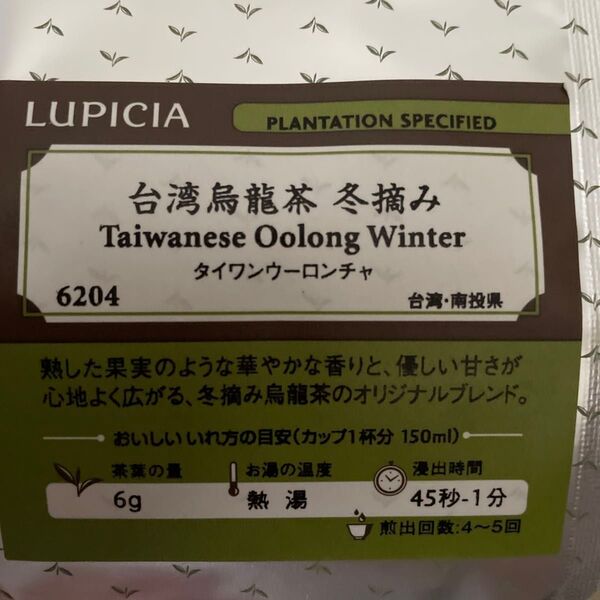 LUPICIA
PLANTATION SPECIFIED
台湾烏龍茶 冬摘み
Taiwanese Oolong Winter
タイワンウーロンチャ
6204
台湾・南投県
熟した果実のような華やかな香りと、優しい甘さが
心地よく広がる、冬摘み烏龍茶のオリジナルブレンド。
おいしいいれ方の目安(カップ1杯分 150ml)
茶葉の量 お湯の温度 浸出時間
6g 熱湯 45秒-1分
煎出回数:4〜5回